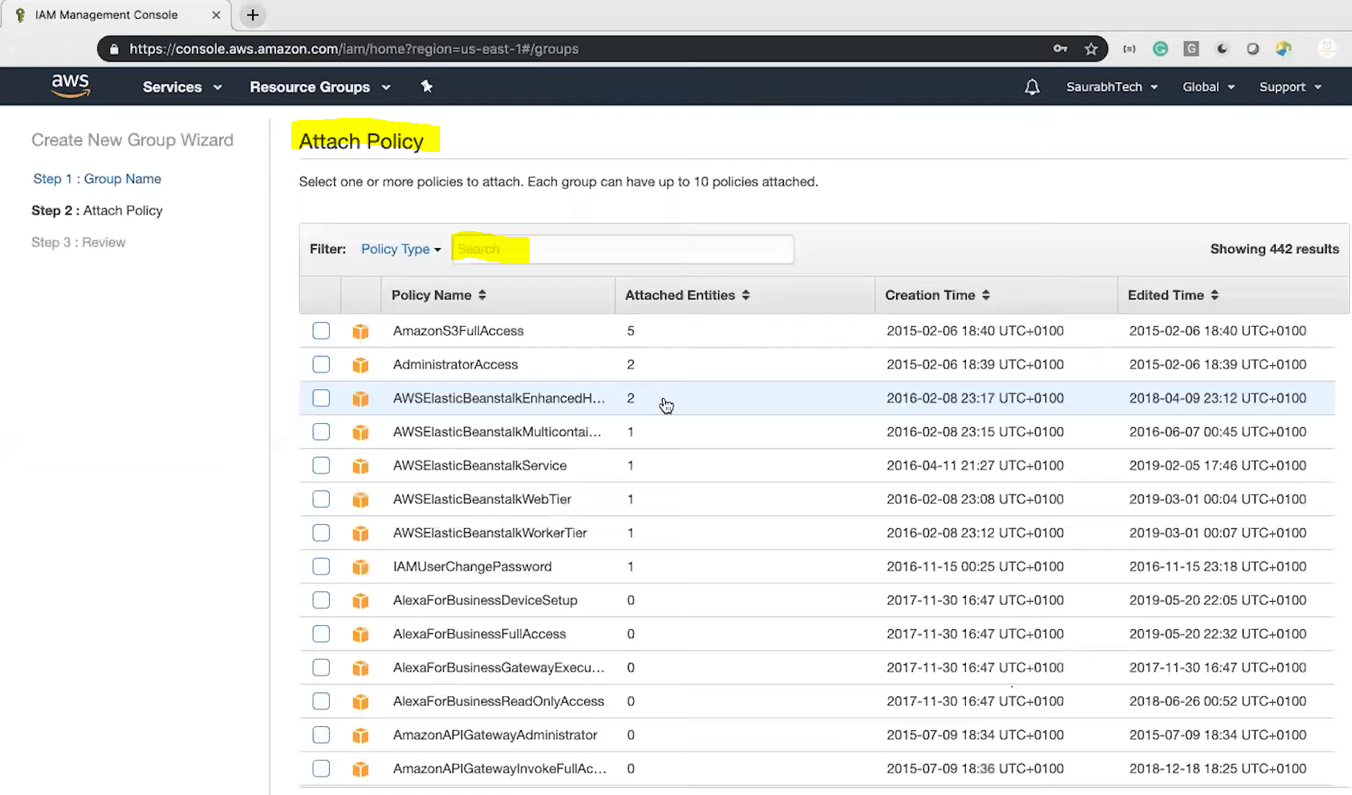 IAM Management Console
https://console.aws.amazon.com/iam/home?region=us-east-1#/groups
aws Services Resource Groups SaurabhTech Global Support
Create New Group Wizard
Step 1 : Group Name
Step 2 : Attach Policy
Step 3 : Review
Attach Policy
Select one or more policies to attach. Each group can have up to 10 policies attached.
Filter: Policy Type Search Showing 442 results
Policy Name Attached Entities Creation Time Edited Time
AmazonS3FullAccess 5 2015-02-06 18:40 UTC+0100 2015-02-06 18:40 UTC+0100
AdministratorAccess 2 2015-02-06 18:39 UTC+0100 2015-02-06 18:39 UTC+0100
AWSElasticBeanstalkEnhancedH... 2 2016-02-08 23:17 UTC+0100 2018-04-09 23:12 UTC+0100
AWSElasticBeanstalkMulticontai... 1 2016-02-08 23:15 UTC+0100 2016-06-07 00:45 UTC+0100
AWSElasticBeanstalkService 1 2016-04-11 21:27 UTC+0100 2019-02-05 17:46 UTC+0100
AWSElasticBeanstalkWebTier 1 2016-02-08 23:08 UTC+0100 2019-03-01 00:04 UTC+0100
AWSElasticBeanstalkWorkerTier 1 2016-02-08 23:12 UTC+0100 2019-03-01 00:07 UTC+0100
IAMUserChangePassword 1 2016-11-15 00:25 UTC+0100 2016-11-15 23:18 UTC+0100
AlexaForBusinessDeviceSetup 0 2017-11-30 16:47 UTC+0100 2019-05-20 22:05 UTC+0100
AlexaForBusinessFullAccess 0 2017-11-30 16:47 UTC+0100 2019-05-20 22:32 UTC+0100
AlexaForBusinessGatewayExecu... 0 2017-11-30 16:47 UTC+0100 2017-11-30 16:47 UTC+0100
AlexaForBusinessReadOnlyAccess 0 2017-11-30 16:47 UTC+0100 2018-06-26 00:52 UTC+0100
AmazonAPIGatewayAdministrator 0 2015-07-09 18:34 UTC+0100 2015-07-09 18:34 UTC+0100
AmazonAPIGatewayInvokeFullAc... 0 2015-07-09 18:36 UTC+0100 2018-12-18 18:25 UTC+0100